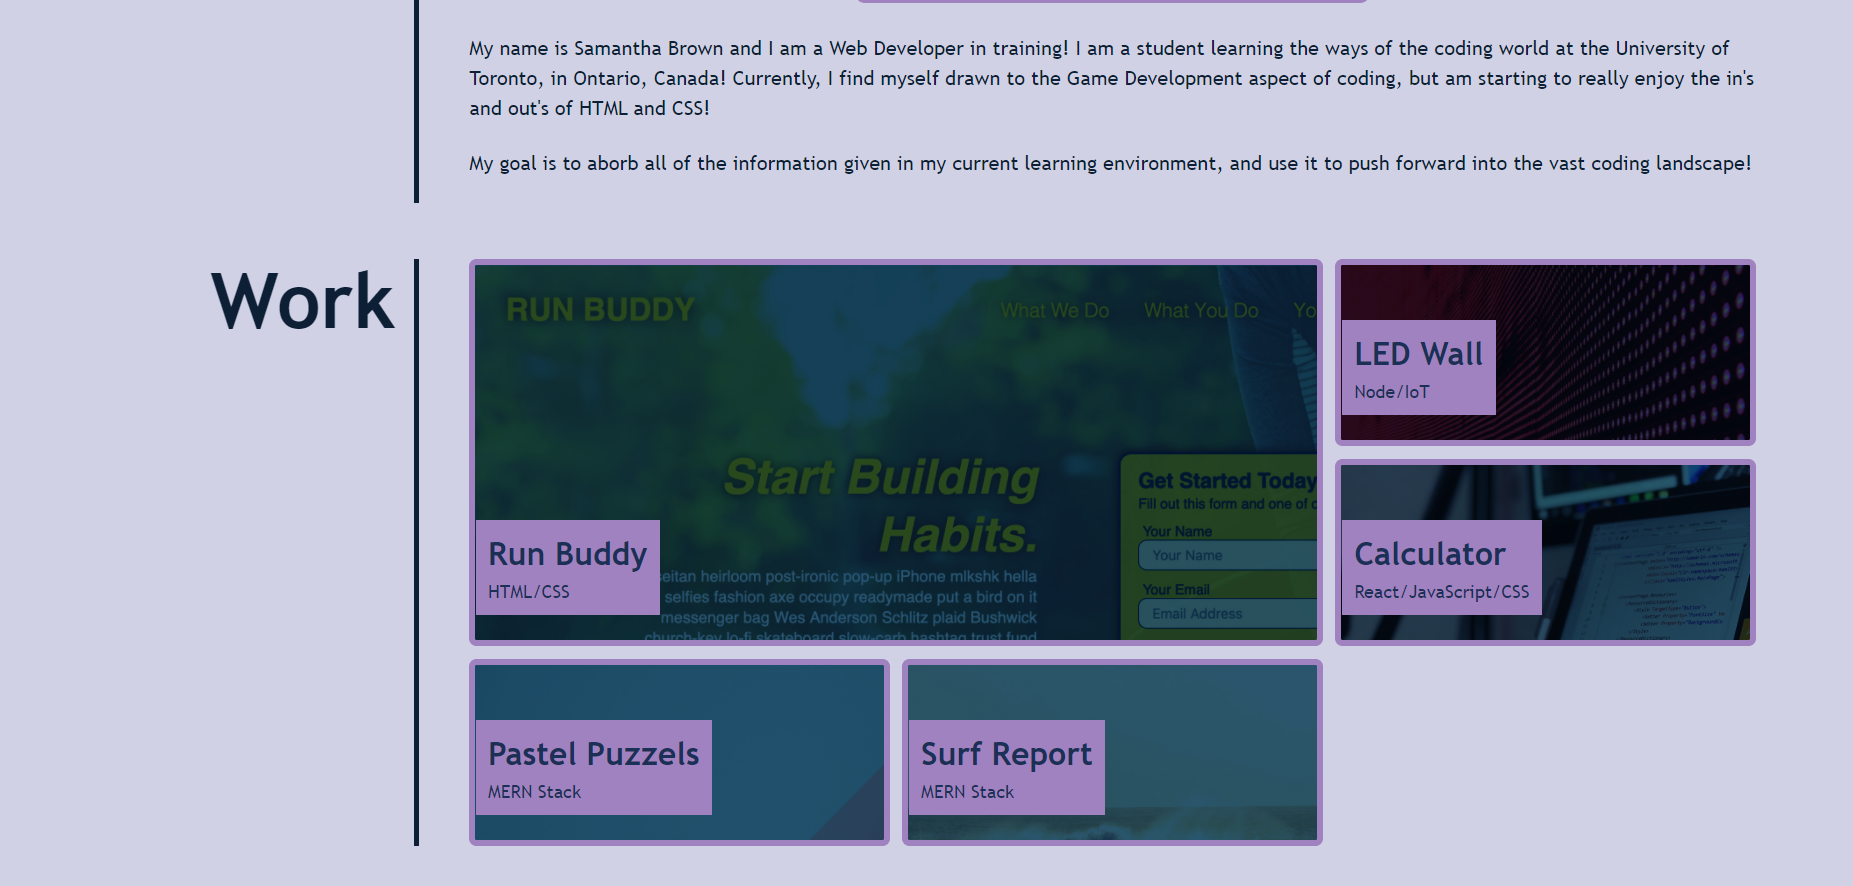 My name is Samantha Brown and I am a Web Developer in training! I am a student learning the ways of the coding world at the University of
Toronto, in Ontario, Canada! Currently, I find myself drawn to the Game Development aspect of coding, but am starting to really enjoy the in's
and out's of HTML and CSS!
My goal is to aborb all of the information given in my current learning environment, and use it to push forward into the vast coding landscape!
Work
RUN BUDDY
What We Do What You Do Yo
Start Building
Habits.
seitan heirloom post-ironic pop-up iPhone mlkshk hella
selfies fashion axe occupy readymade put a bird on it
messenger bag Wes Anderson Schlitz plaid Bushwick
church-key lo-fi skateboard slow-carb hashtag trust fund
Get Started Today
Fill out this form and one of
Your Name
Your Name
Your Email
Email Address
Run Buddy
HTML/CSS
LED Wall
Node/IoT
Calculator
React/JavaScript/CSS
Pastel Puzzels
MERN Stack
Surf Report
MERN Stack